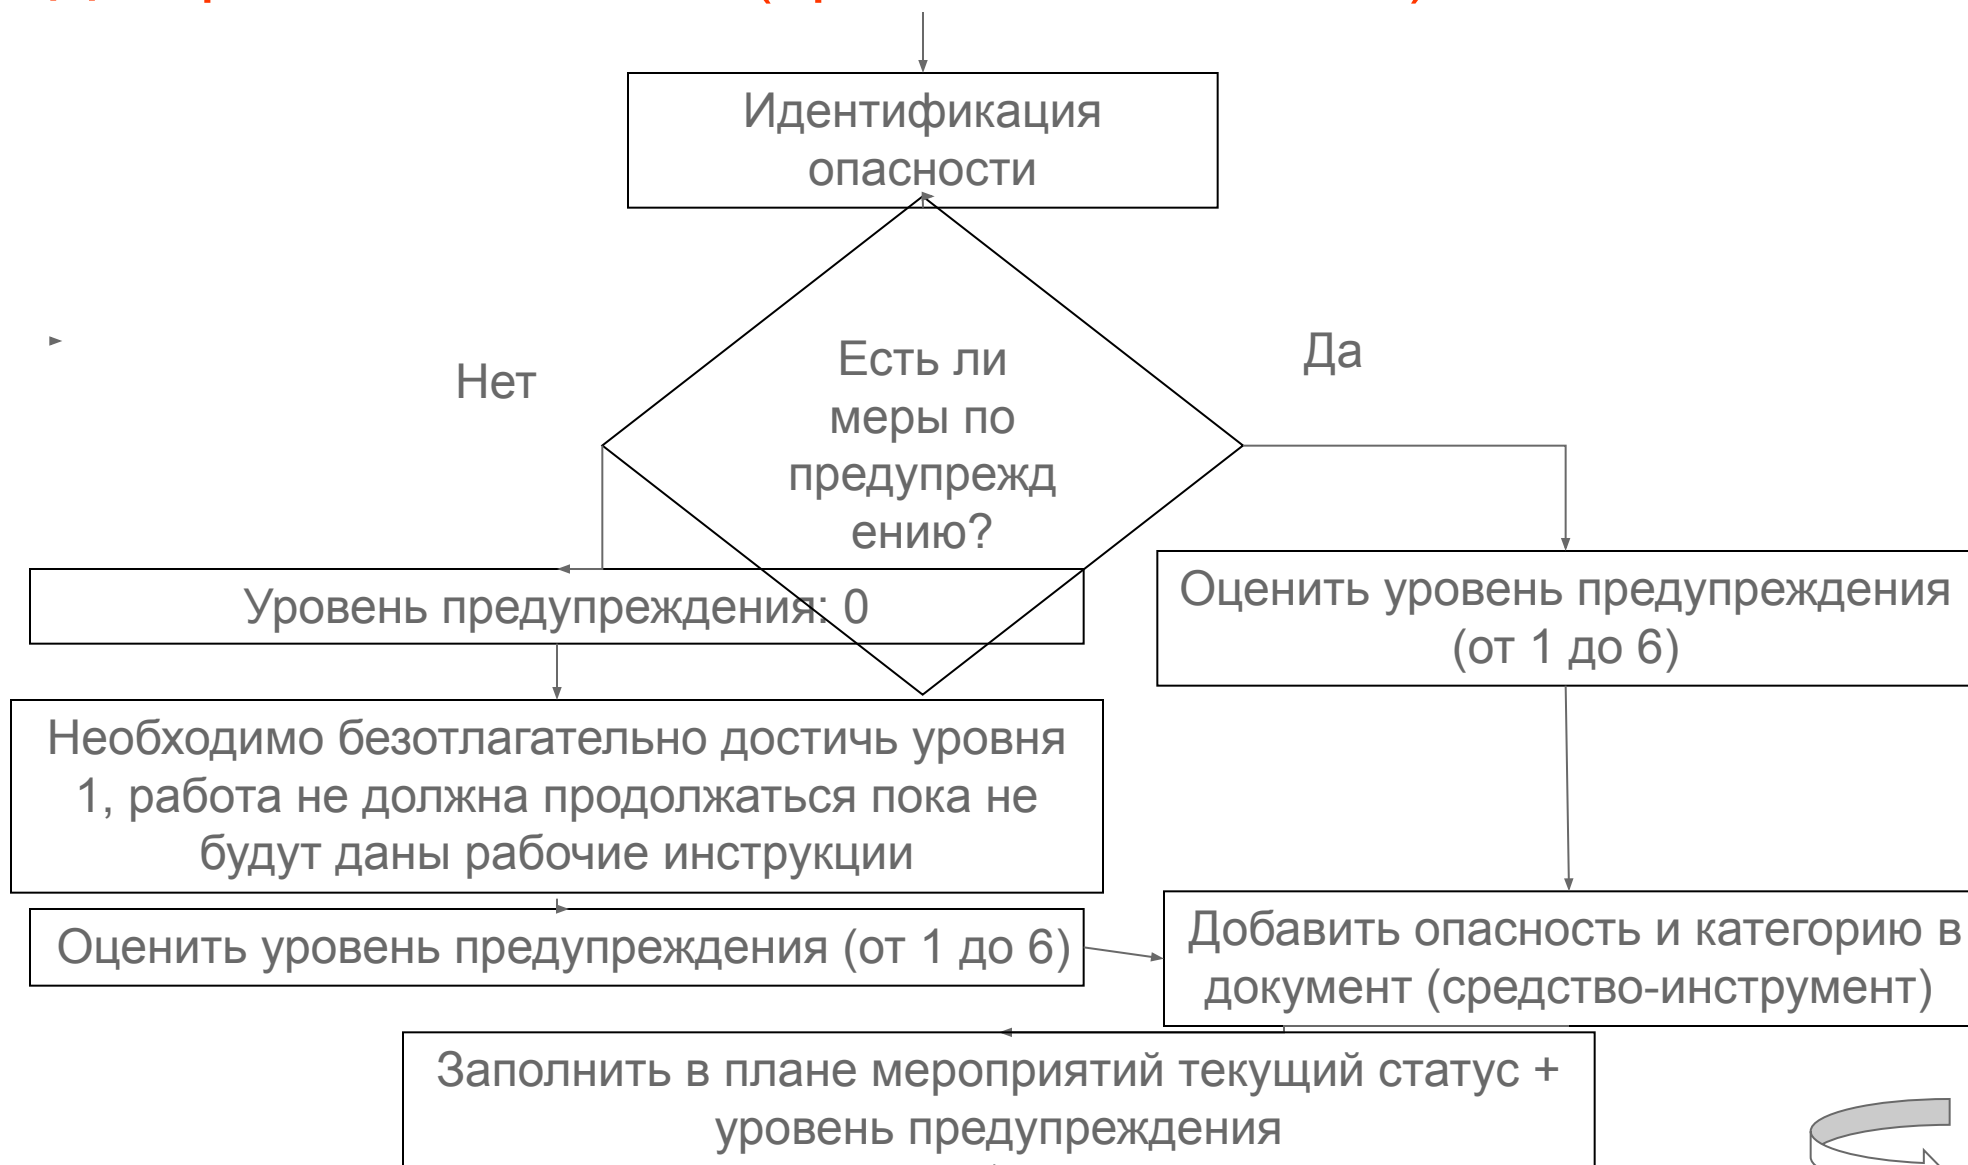 Идентификация
опасности
Нет
Есть ли
меры по
предупрежд
ению?
Да
Уровень предупреждения: 0
Оценить уровень предупреждения
(от 1 до 6)
Необходимо безотлагательно достичь уровня
1, работа не должна продолжаться пока не
будут даны рабочие инструкции
Оценить уровень предупреждения (от 1 до 6)
Добавить опасность и категорию в
документ (средство-инструмент)
Заполнить в плане мероприятий текущий статус +
уровень предупреждения